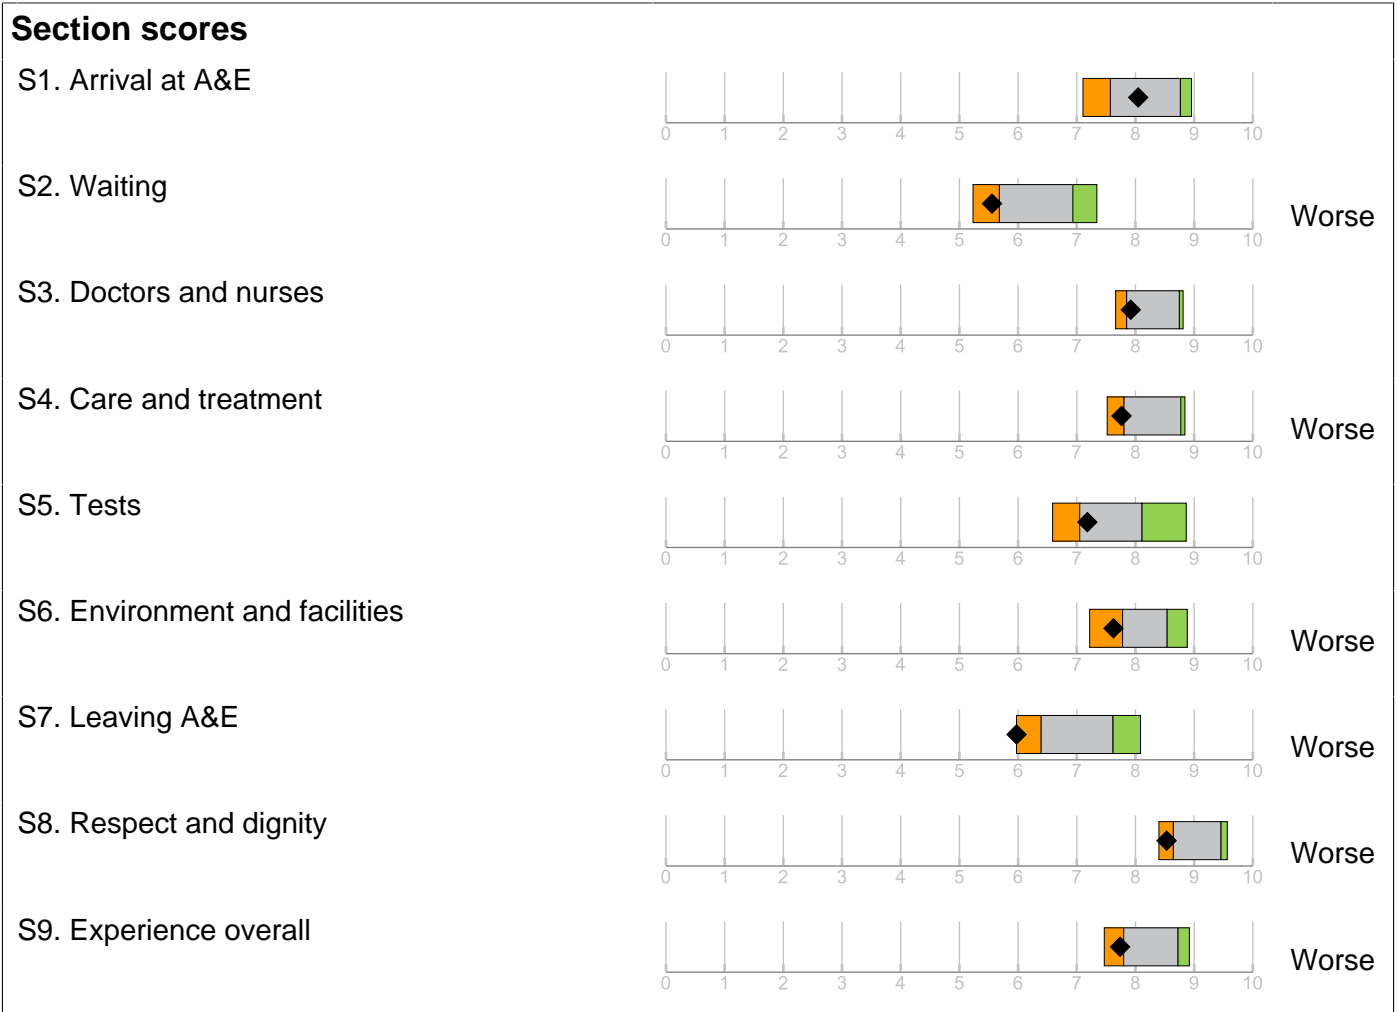 Section scores
S1. Arrival at A&E
0 1 2 3 4 5 6 7 8 9 10
S2. Waiting
0 1 2 3 4 5 6 7 8 9 10
Worse
S3. Doctors and nurses
0 1 2 3 4 5 6 7 8 9 10
S4. Care and treatment
0 1 2 3 4 5 6 7 8 9 10
Worse
S5. Tests
0 1 2 3 4 5 6 7 8 9 10
S6. Environment and facilities
0 1 2 3 4 5 6 7 8 9 10
Worse
S7. Leaving A&E
0 1 2 3 4 5 6 7 8 9 10
Worse
S8. Respect and dignity
0 1 2 3 4 5 6 7 8 9 10
Worse
S9. Experience overall
0 1 2 3 4 5 6 7 8 9 10
Worse